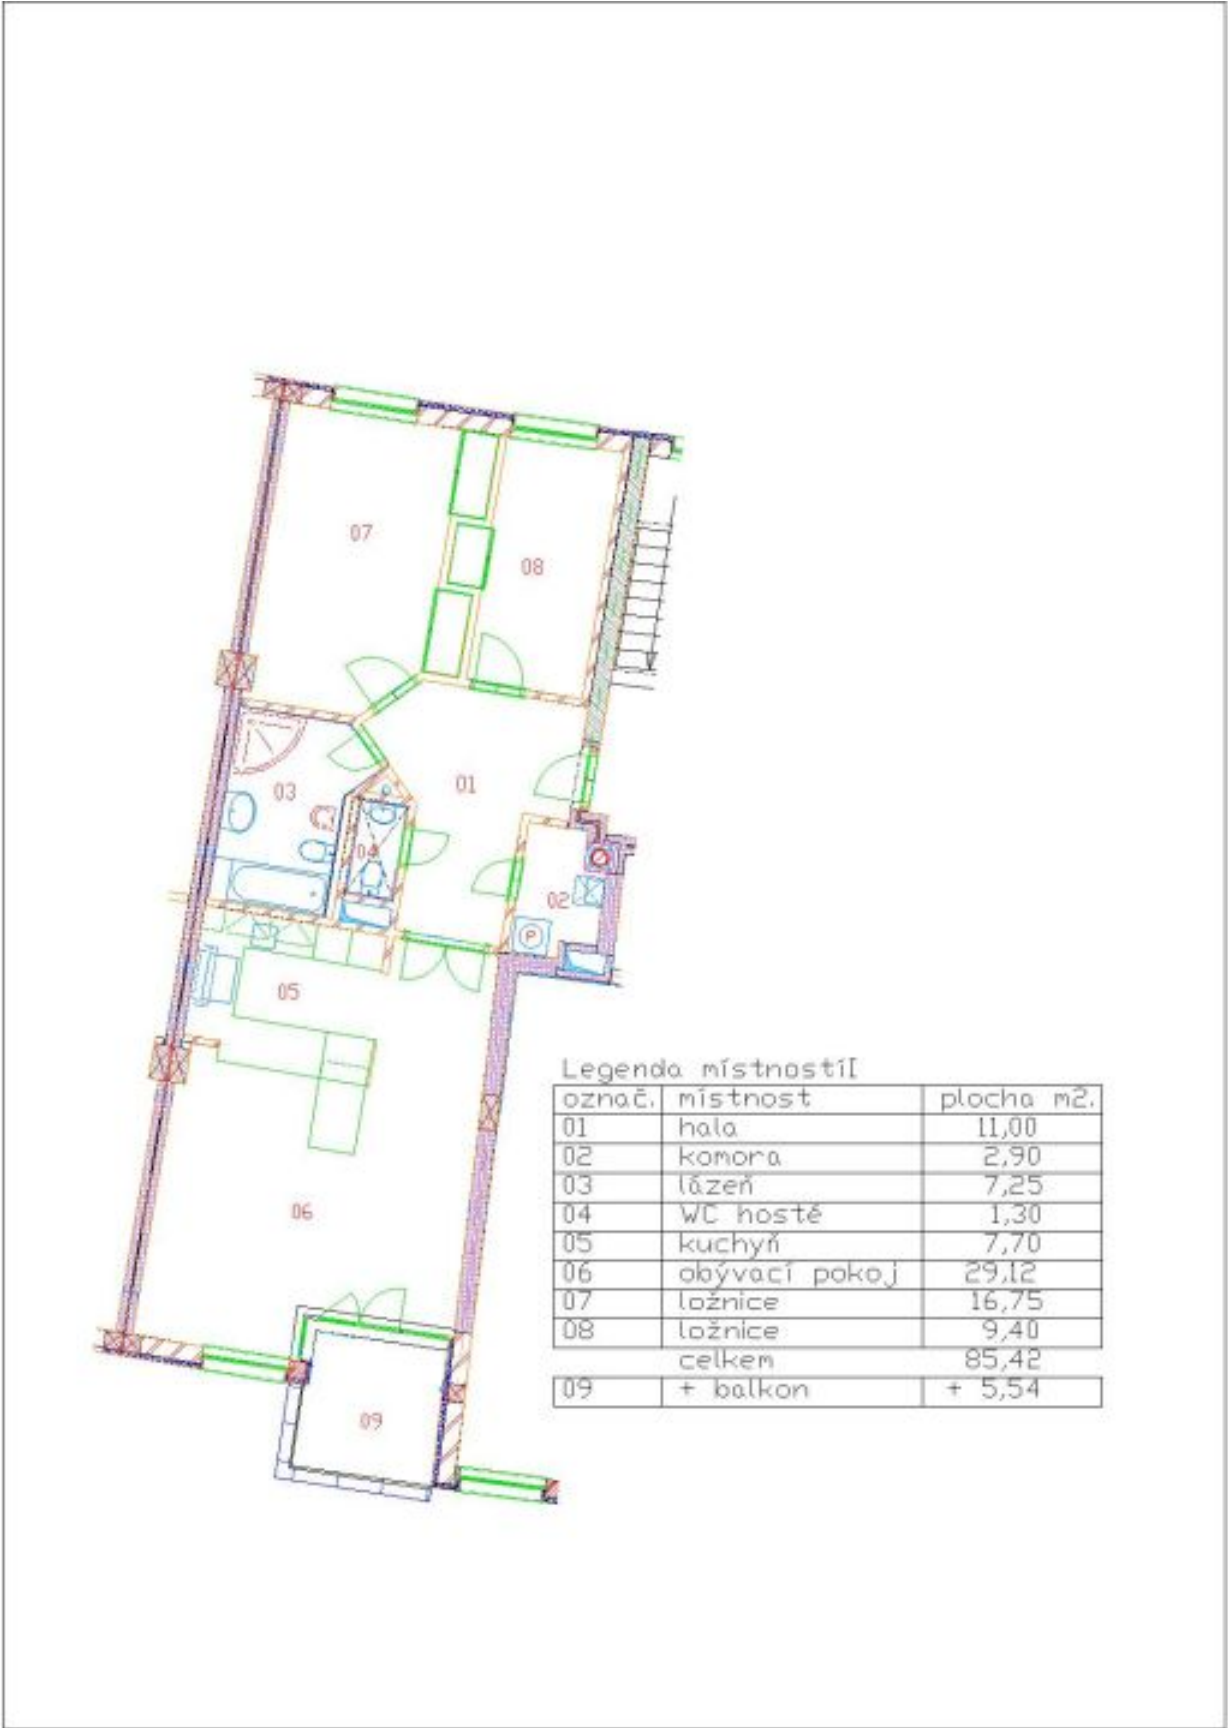 07
08
01
03
04
02
P
05
06
09
Legenda místnostíI
označ. místnost plocha m2.
01 hala 11,00
02 komora 2,90
03 lázeň 7,25
04 WC hosté 1,30
05 kuchyň 7,70
06 obývací pokoj 29,12
07 ložnice 16,75
08 ložnice 9,40
celkem 85,42
09 + balkon + 5,54